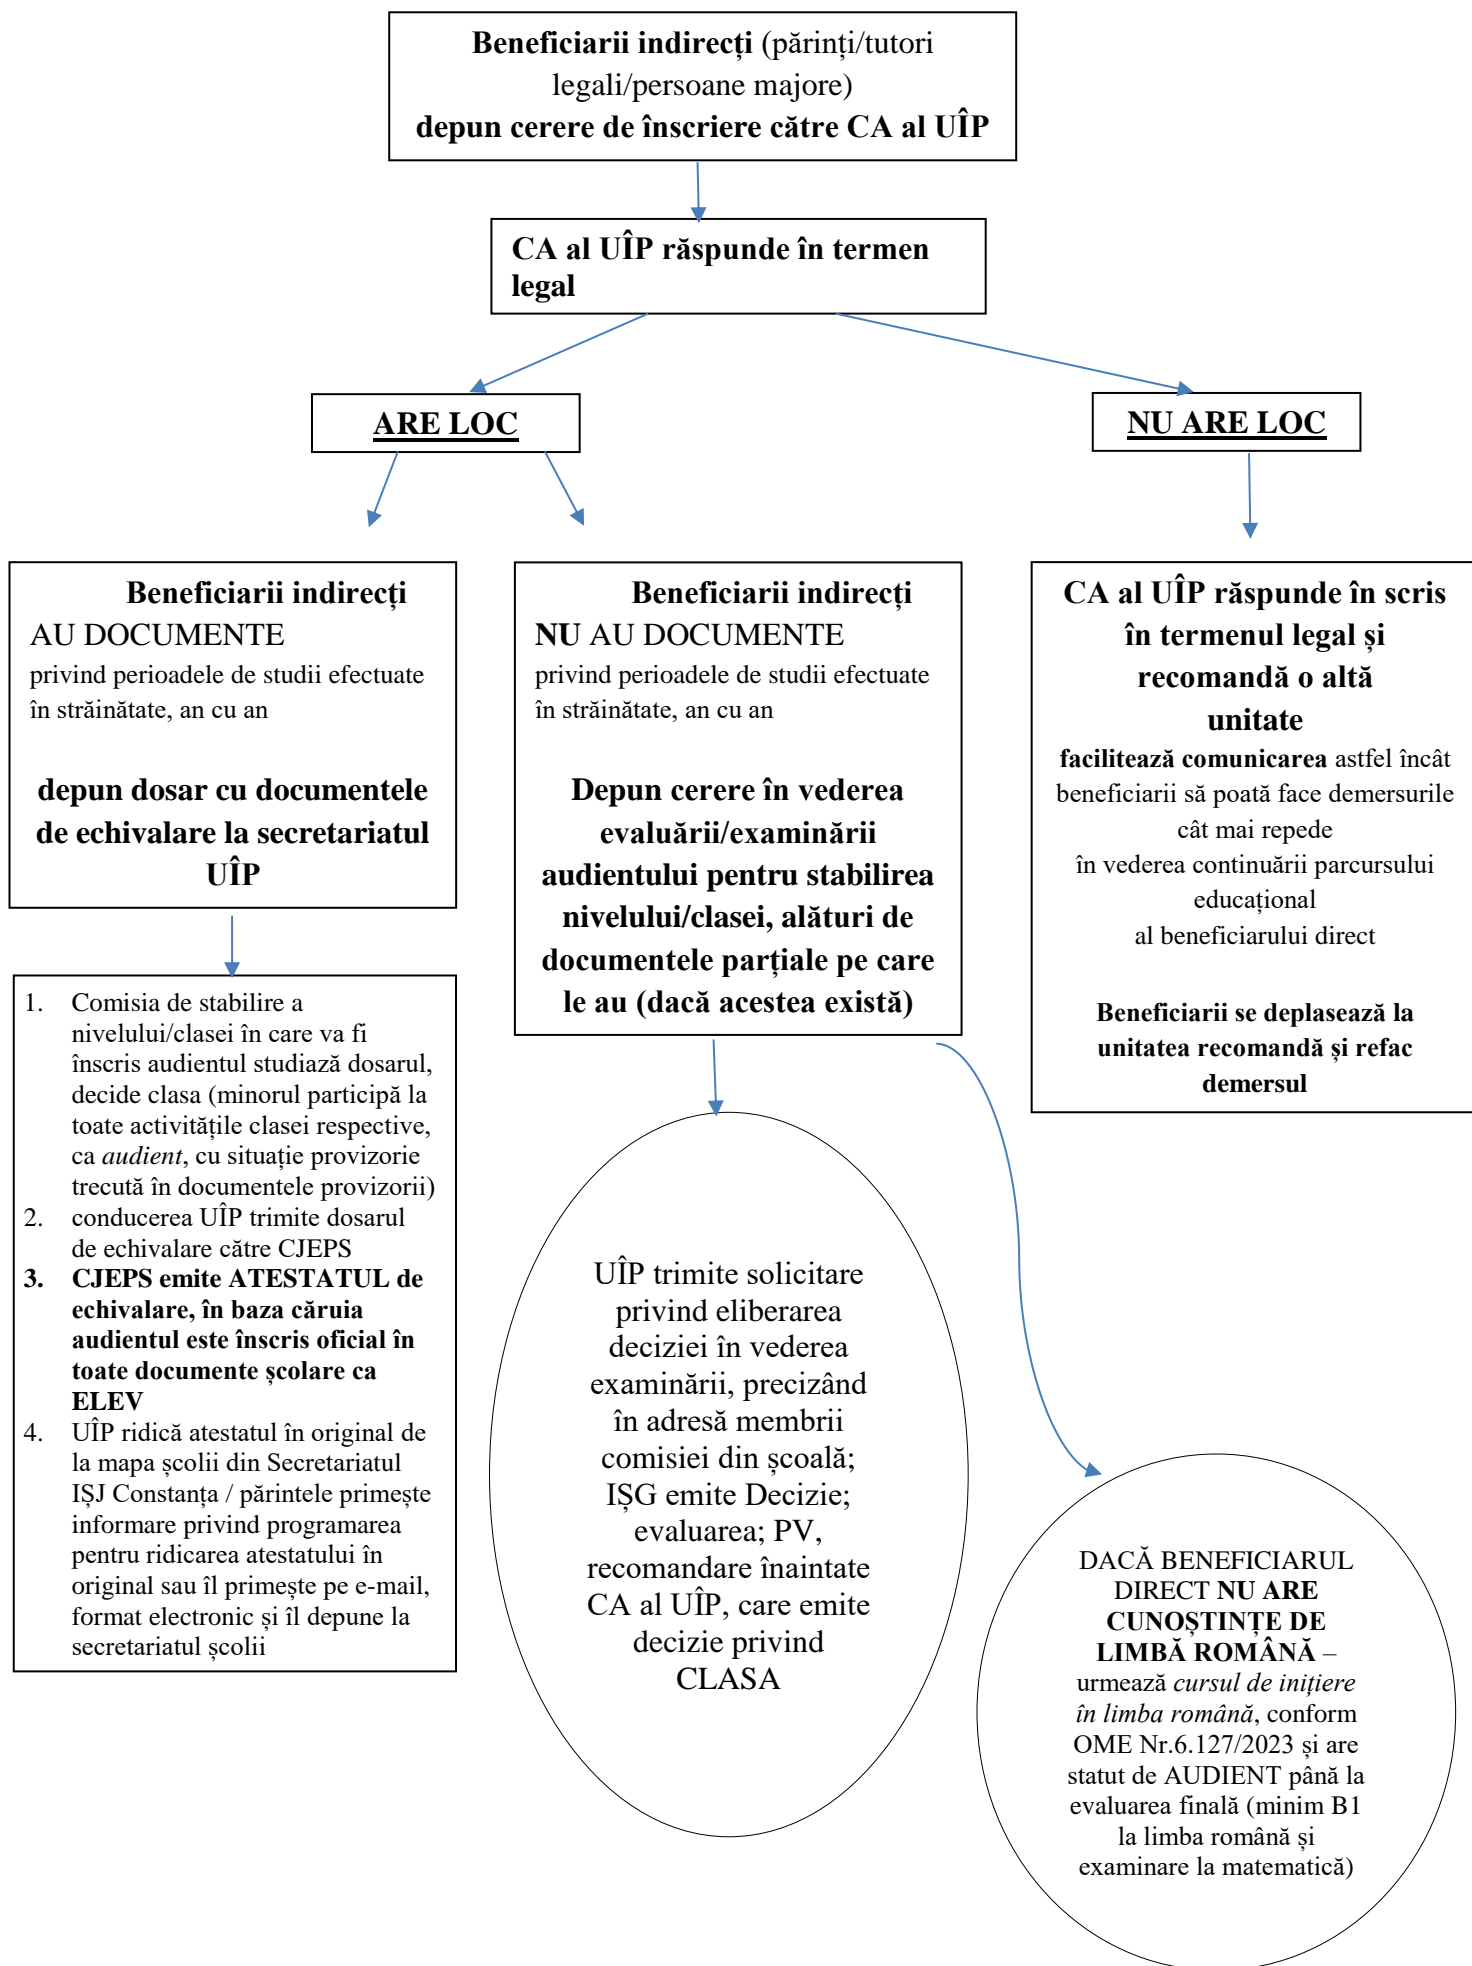 Beneficiarii indirecți (părinți/tutori
legali/persoane majore)
depun cerere de înscriere către CA al UÎP
CA al UÎP răspunde în termen
legal
ARE LOC
NU ARE LOC
Beneficiarii indirecți
AU DOCUMENTE
privind perioadele de studii efectuate
în străinătate, an cu an
depun dosar cu documentele
de echivalare la secretariatul
UÎP
Beneficiarii indirecți
NU AU DOCUMENTE
privind perioadele de studii efectuate
în străinătate, an cu an
Depun cerere în vederea
evaluării/examinării
audientului pentru stabilirea
nivelului/clasei, alături de
documentele parțiale pe care
le au (dacă acestea există)
CA al UÎP răspunde în scris
în termenul legal și
recomandă o altă
unitate
facilitează comunicarea astfel încât
beneficiarii să poată face demersurile
cât mai repede
în vederea continuării parcursului
educațional
al beneficiarului direct
Beneficiarii se deplasează la
unitatea recomandă și refac
demersul
1. Comisia de stabilire a
nivelului/clasei în care va fi
înscris audientul studiază dosarul,
decide clasa (minorul participă la
toate activitățile clasei respective,
ca audient, cu situație provizorie
trecută în documentele provizorii)
2. conducerea UÎP trimite dosarul
de echivalare către CJEPS
3. CJEPS emite ATESTATUL de
echivalare, în baza căruia
audientul este înscris oficial în
toate documente școlare ca
ELEV
4. UÎP ridică atestatul în original de
la mapa școlii din Secretariatul
IȘJ Constanța / părintele primește
informare privind programarea
pentru ridicarea atestatului în
original sau îl primește pe e-mail,
format electronic și îl depune la
secretariatul școlii
UÎP trimite solicitare
privind eliberarea
deciziei în vederea
examinării, precizând
în adresă membrii
comisiei din școală;
IȘG emite Decizie;
evaluarea; PV,
recomandare înaintate
CA al UÎP, care emite
decizie privind
CLASA
DACĂ BENEFICIARUL
DIRECT NU ARE
CUNOȘTINȚE DE
LIMBĂ ROMÂNĂ –
urmează cursul de inițiere
în limba română, conform
OME Nr.6.127/2023 și are
statut de AUDIENT până la
evaluarea finală (minim B1
la limba română și
examinare la matematică)